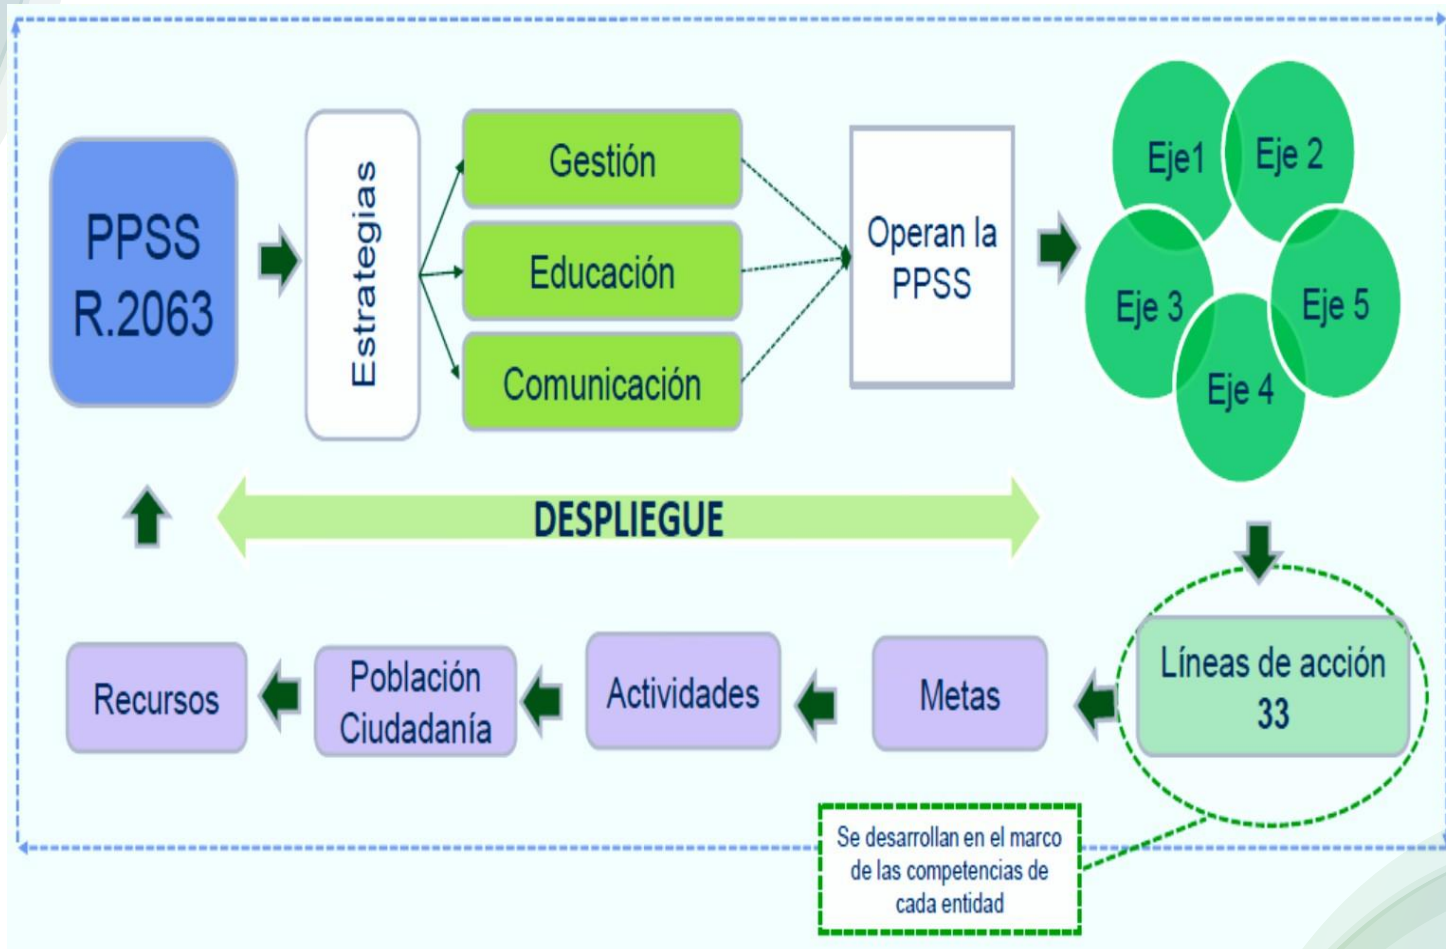 PPSS
R.2063
Estrategias
Gestión
Educación
Comunicación
Operan la
PPSS
Eje1
Eje 2
Eje 3
Eje 5
Eje 4
DESPLIEGUE
Recursos
Población
Ciudadanía
Actividades
Metas
Líneas de acción
33
Se desarrollan en el marco
de las competencias de
cada entidad